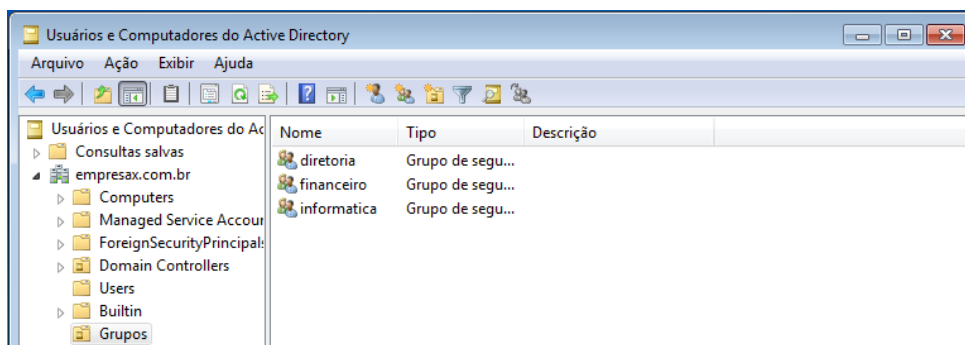 Usuários e Computadores do Active Directory
Arquivo Ação Exibir Ajuda
Usuários e Computadores do Ac
Consultas salvas
empresax.com.br
Computers
Managed Service Accour
ForeignSecurityPrincipal:
Domain Controllers
Users
Builtin
Grupos
Nome Tipo Descrição
diretoria Grupo de segu...
financeiro Grupo de segu...
informatica Grupo de segu...